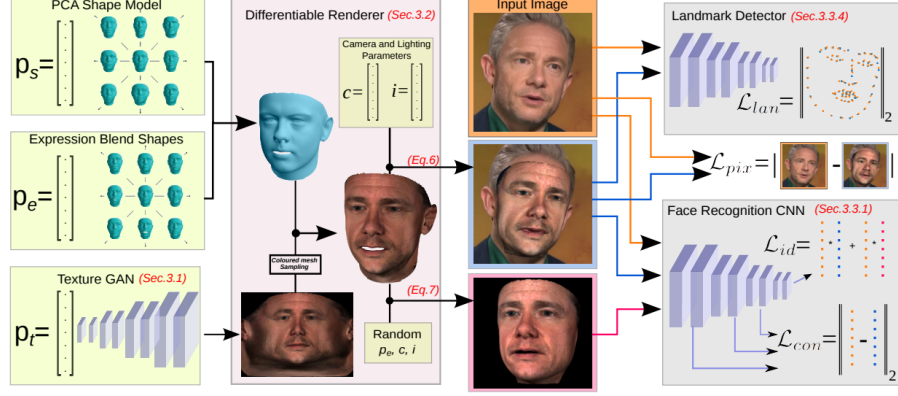 PCA Shape Model
p_s=
Expression Blend Shapes
p_e=
Texture GAN (Sec.3.1)
p_t=
Differentiable Renderer (Sec.3.2)
Camera and Lighting
Parameters
c= i=
(Eq.6)
Coloured mesh
Sampling
(Eq.7)
Random
p_e, c, i
Input Image
Landmark Detector (Sec.3.3.4)
L_lan= 2
L_pix=| - |
Face Recognition CNN (Sec.3.3.1)
L_id= * + *
L_con= - 2